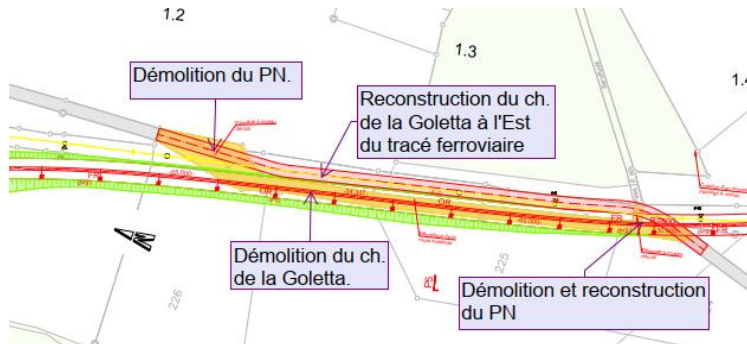 1.2
1.3
1.4
Démolition du PN.
Reconstruction du ch.
de la Goletta à l'Est
du tracé ferroviaire
Démolition du ch.
de la Goletta.
Démolition et reconstruction
du PN
225
226